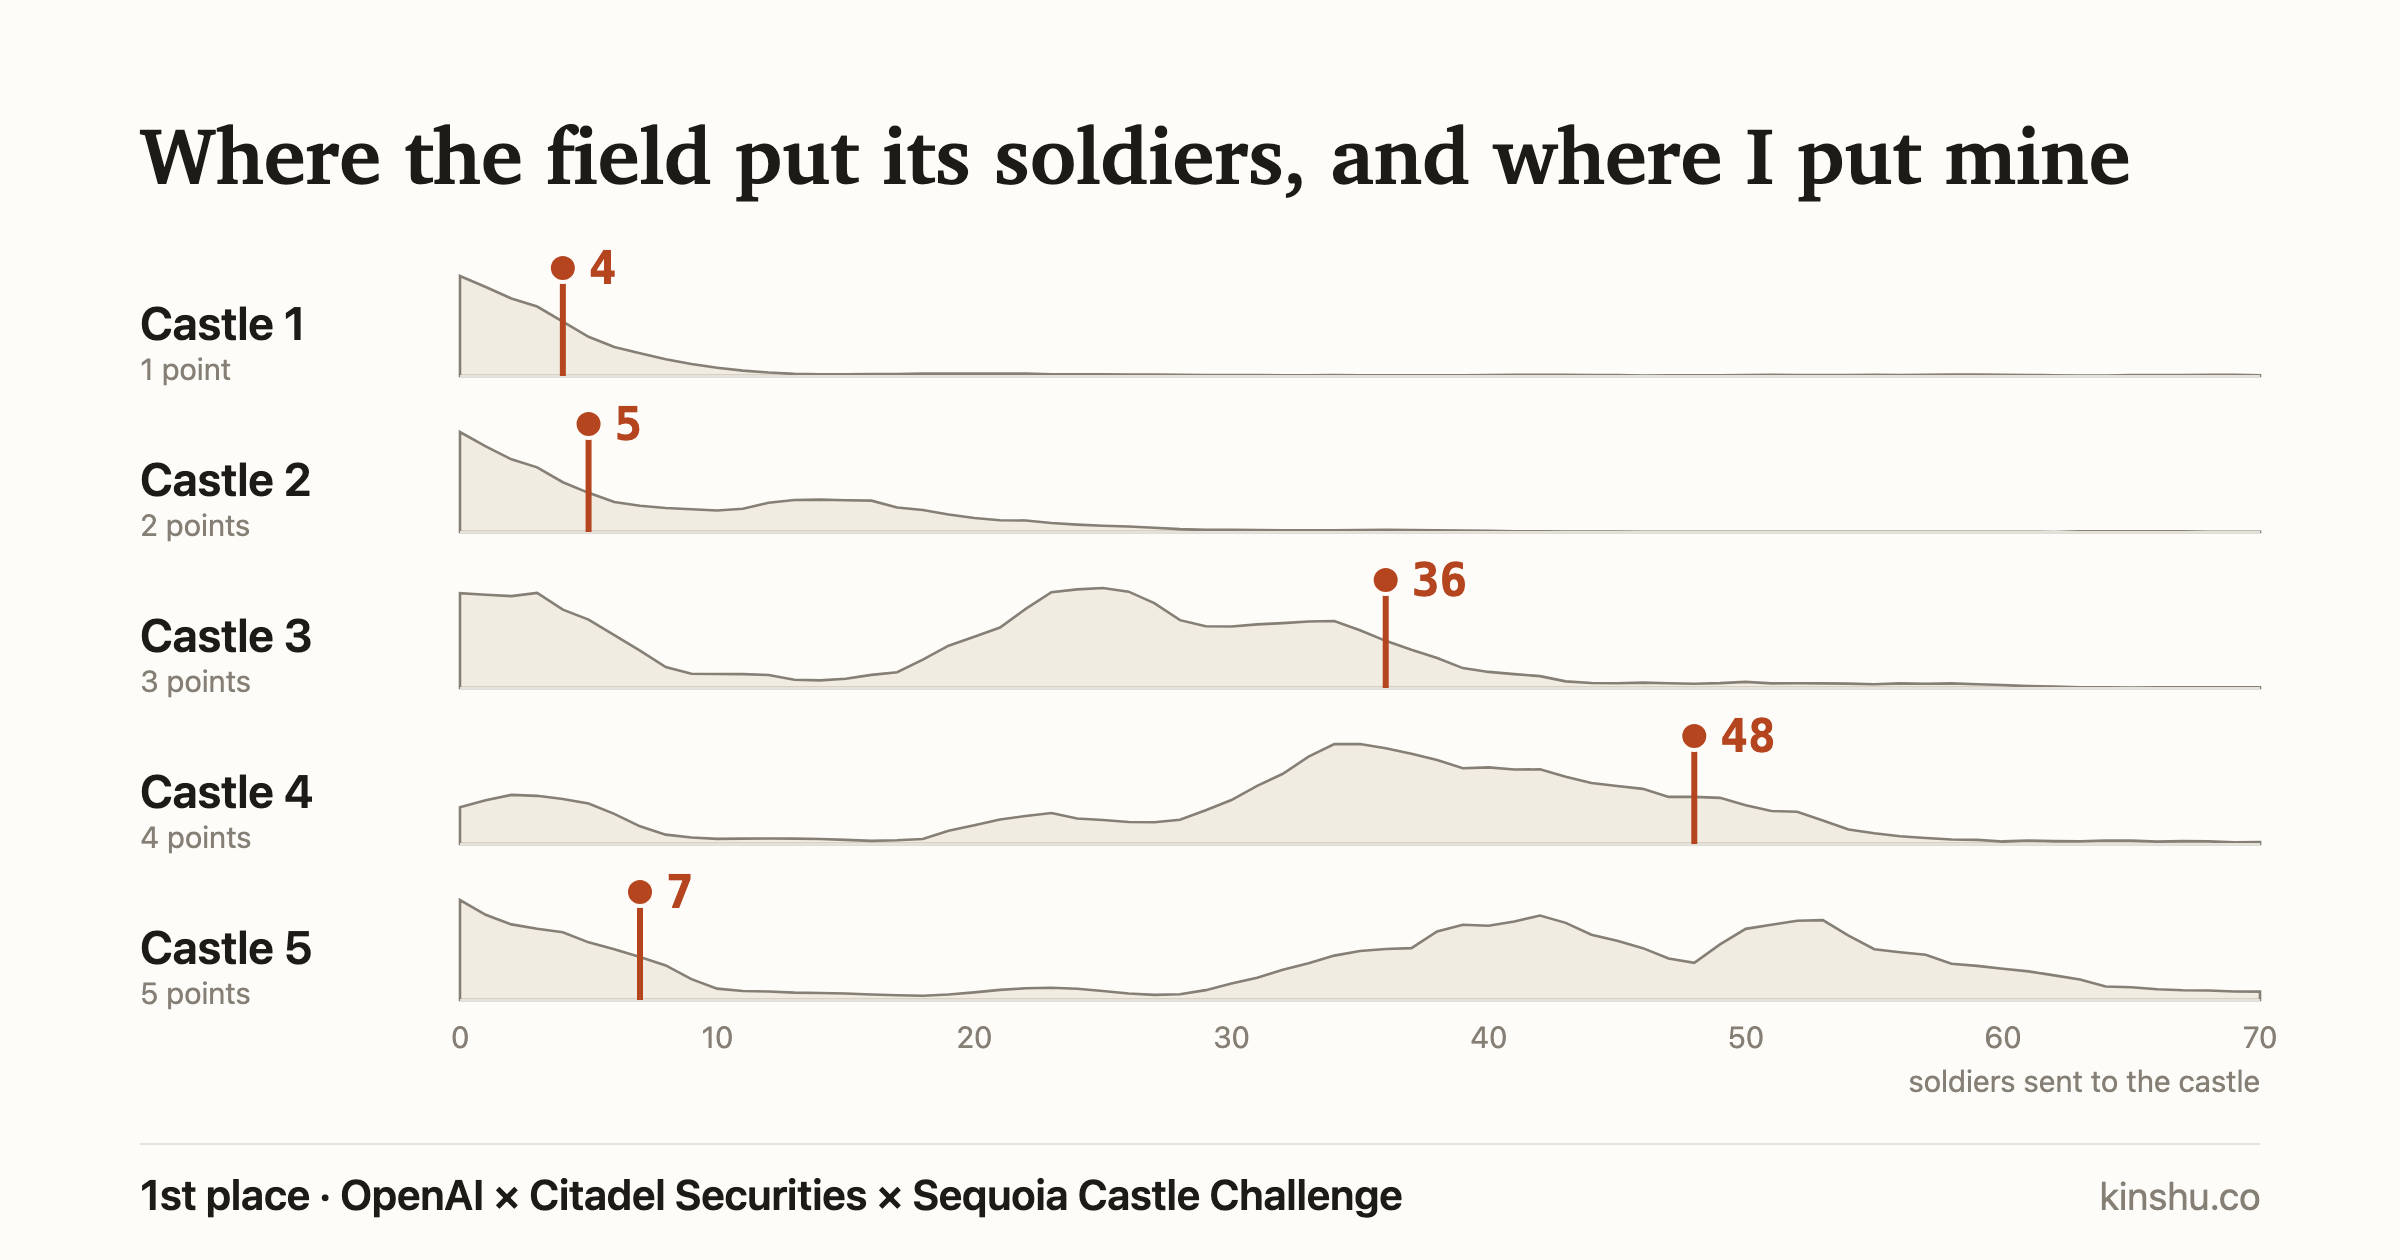 Where the field put its soldiers, and where I put mine
4
Castle 1
1 point
5
Castle 2
2 points
36
Castle 3
3 points
48
Castle 4
4 points
7
Castle 5
5 points
0 10 20 30 40 50 60 70
soldiers sent to the castle
1st place · OpenAI × Citadel Securities × Sequoia Castle Challenge
kinshu.co